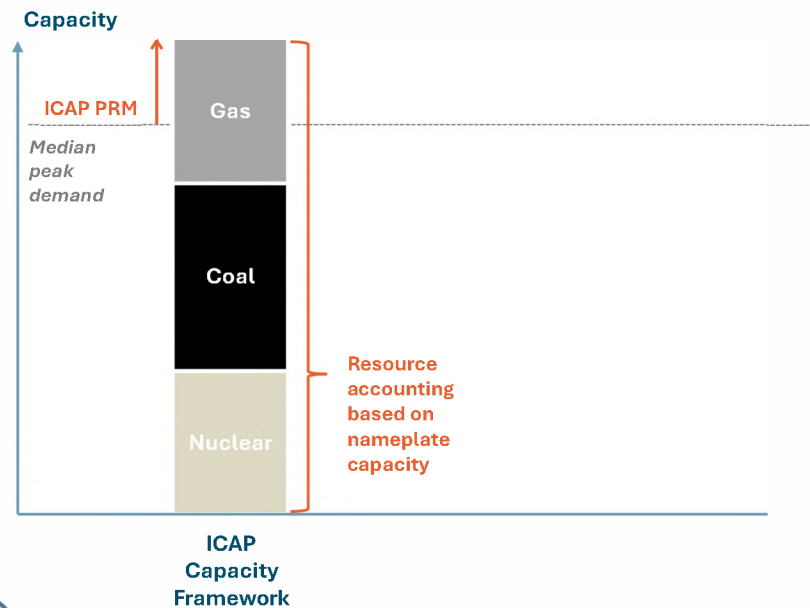 Capacity
ICAP PRM
Gas
Median
peak
demand
Coal
Resource
accounting
based on
nameplate
capacity
Nuclear
ICAP
Capacity
Framework